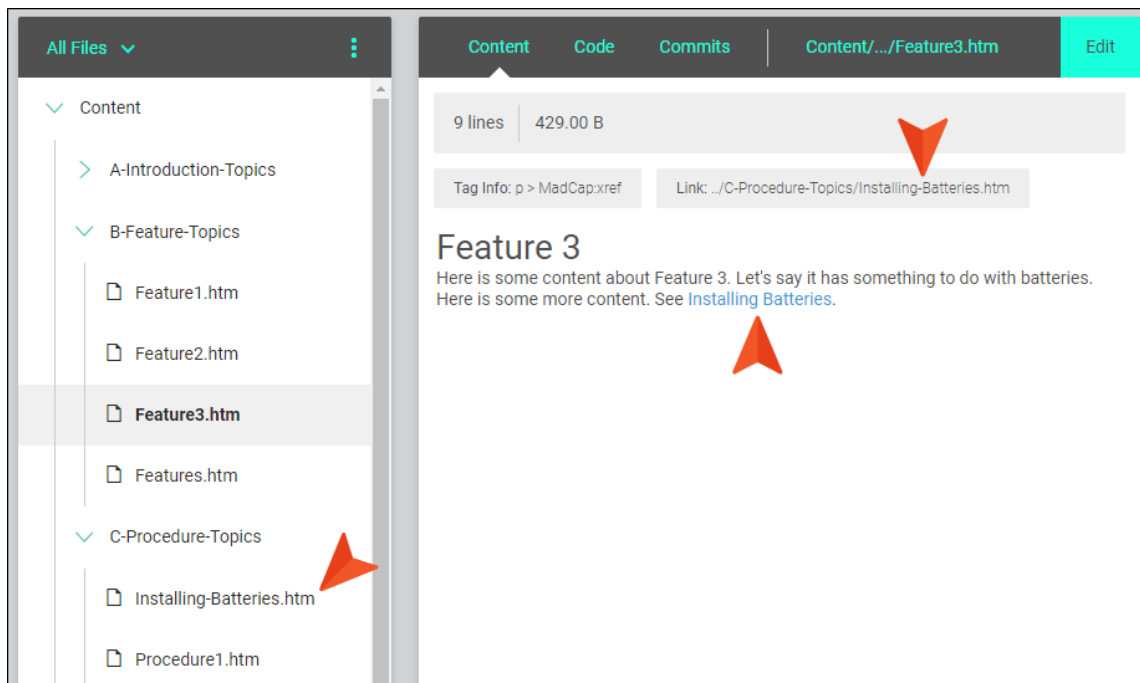 All Files
Content
A-Introduction-Topics
B-Feature-Topics
Feature1.htm
Feature2.htm
Feature3.htm
Features.htm
C-Procedure-Topics
Installing-Batteries.htm
Procedure1.htm
Content Code Commits Content/.../Feature3.htm Edit
9 lines 429.00 B
Tag Info: p > MadCap:xref Link: ../C-Procedure-Topics/Installing-Batteries.htm
Feature 3
Here is some content about Feature 3. Let's say it has something to do with batteries.
Here is some more content. See Installing Batteries.